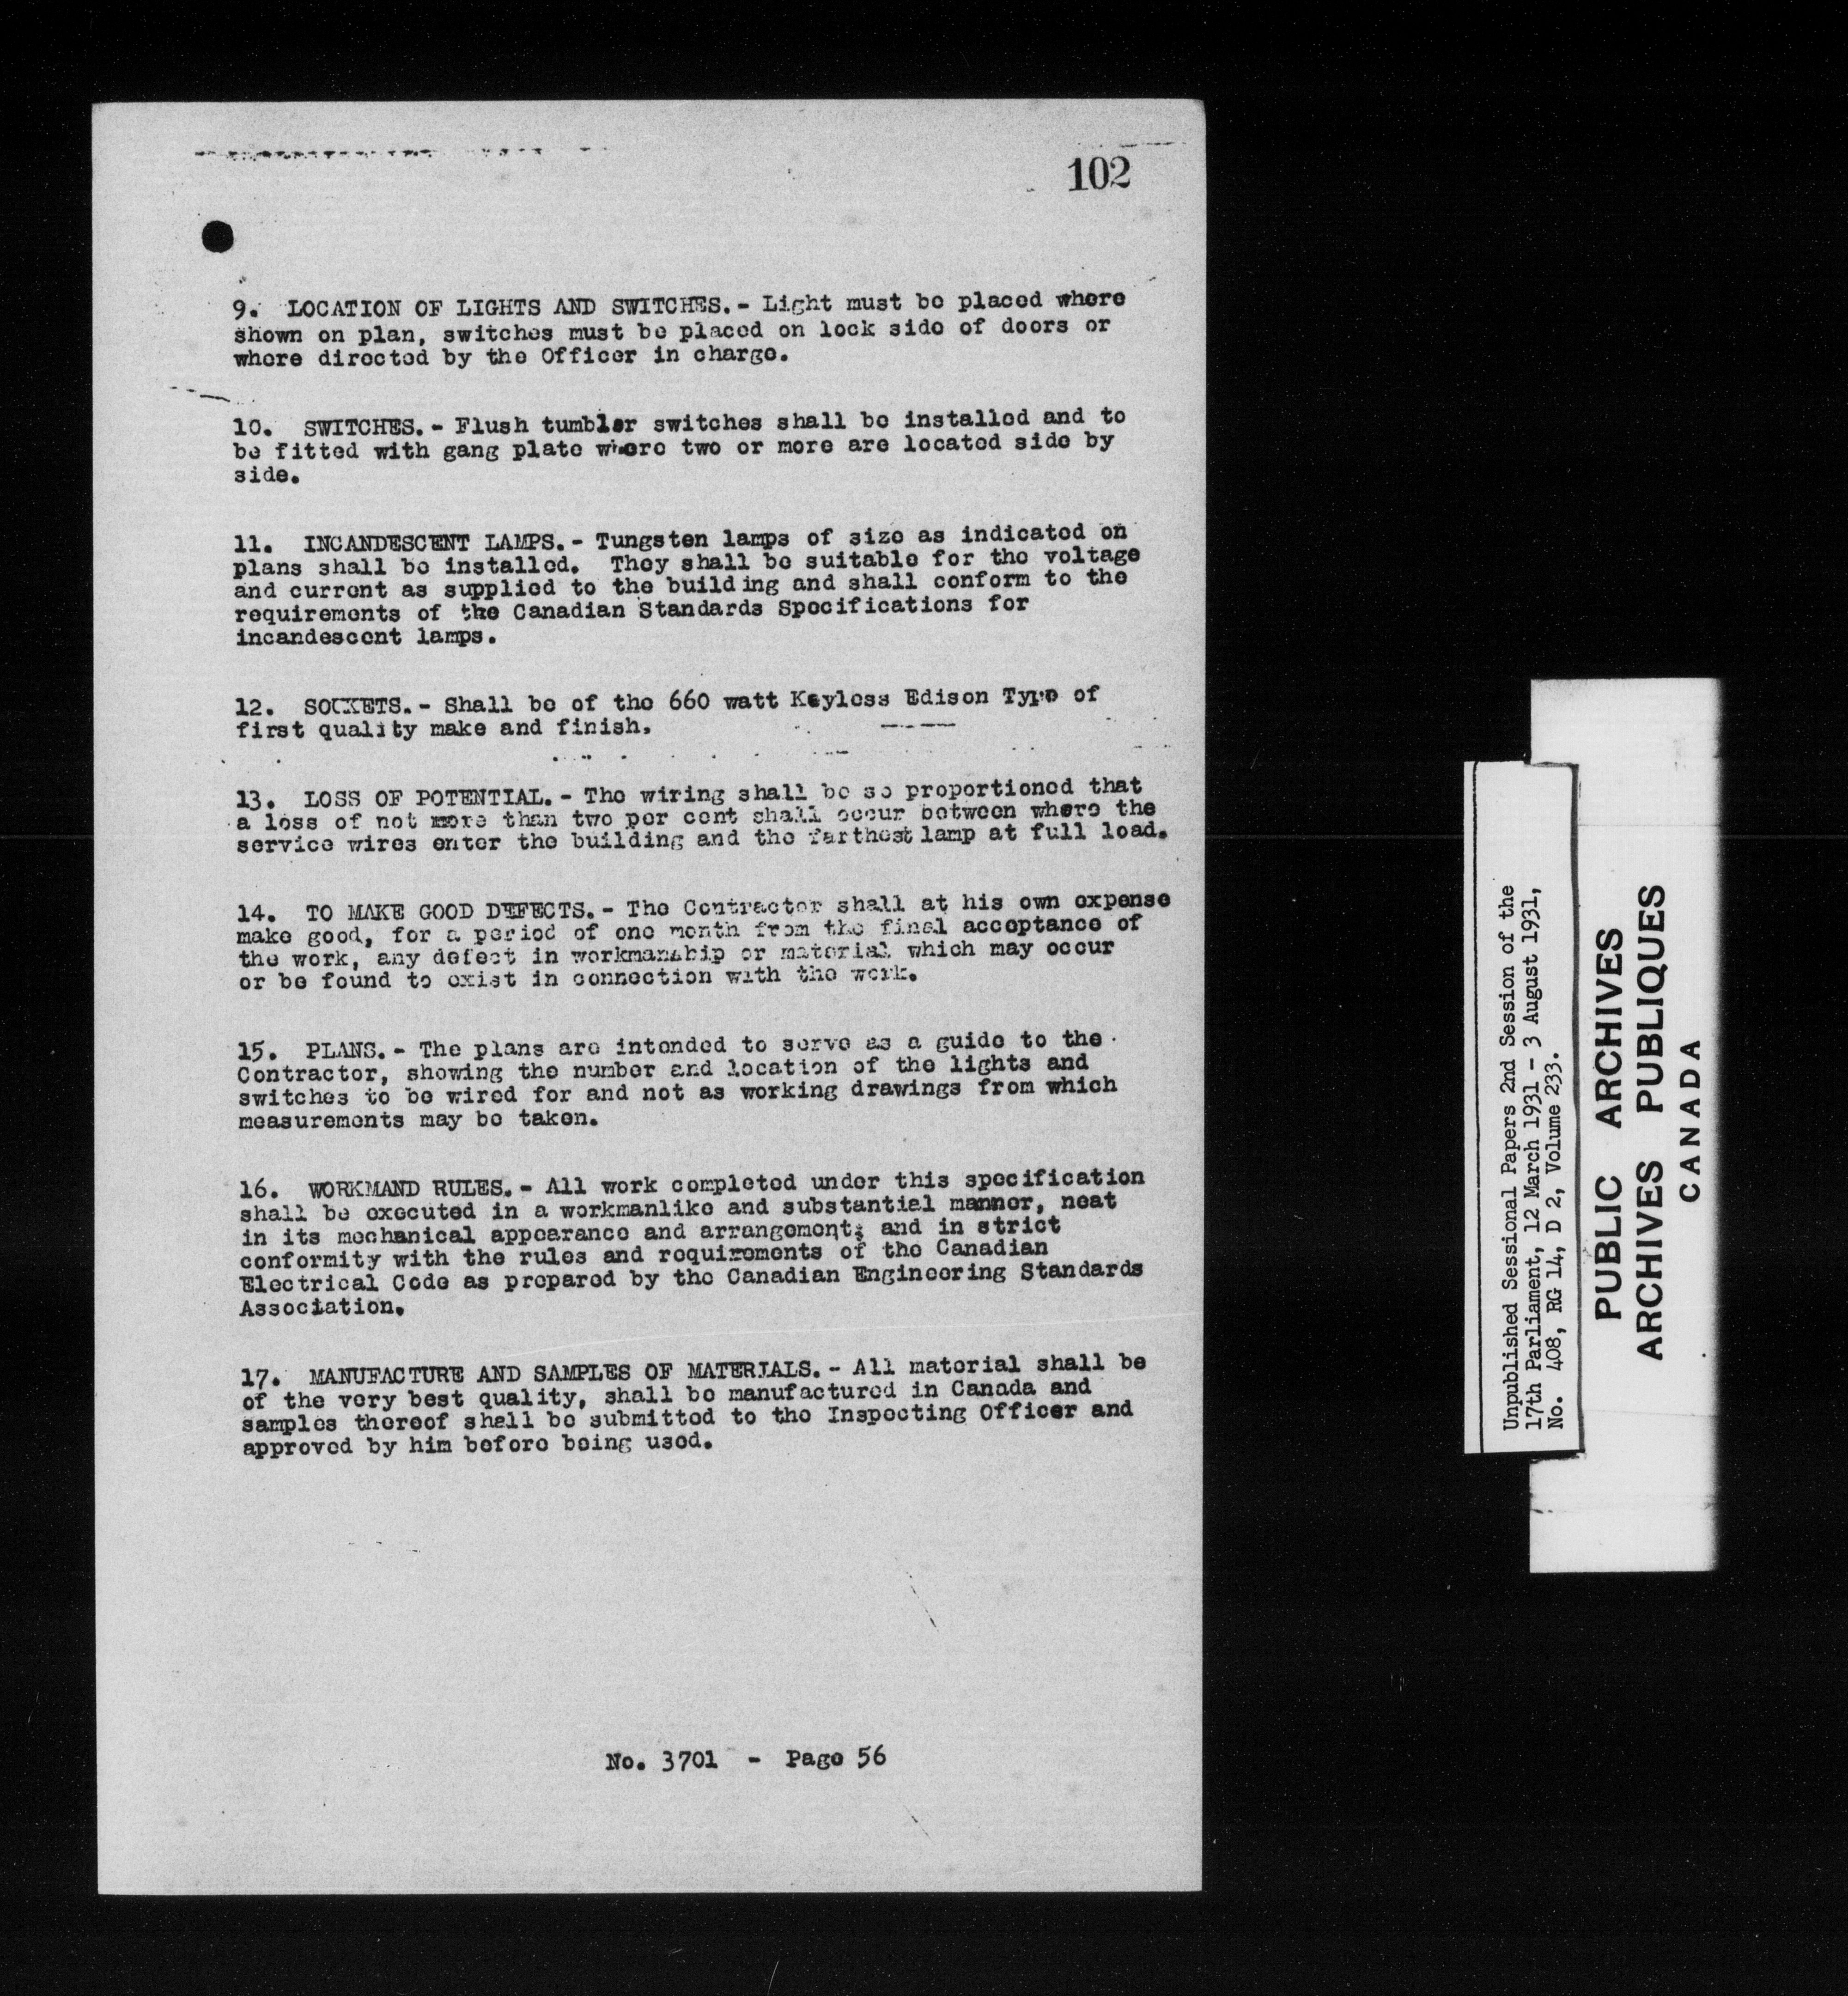 102
9. LOCATION OF LIGHTS AND SWITCHES.- Light must be placed where
shown on plan, switches must be placed on lock side of doors or
where directed by the Officer in charge.
10. SWITCHES.- Flush tumbler switches shall be installed and to
be fitted with gang plate where two or more are located side by
side.
11. INCANDESCENT LAMPS.- Tungsten lamps of size as indicated on
plans shall be installed. They shall be suitable for the voltage
and current as supplied to the building and shall conform to the
requirements of the Canadian Standards Specifications for
incandescent lamps.
12. SOCKETS.- Shall be of the 660 watt Keyless Edison Type of
first quality make and finish.
13. LOSS OF POTENTIAL.- The wiring shall be so proportioned that
a loss of not more than two per cent shall occur between where the
service wires enter the building and the farthest lamp at full load.
14. TO MAKE GOOD DEFECTS.- The Contractor shall at his own expense
make good, for a period of one month from the final acceptance of
the work, any defect in workmanship or material which may occur
or be found to exist in connection with the work.
15. PLANS.- The plans are intended to serve as a guide to the
Contractor, showing the number and location of the lights and
switches to be wired for and not as working drawings from which
measurements may be taken.
16. WORKMAND RULES.- All work completed under this specification
shall be executed in a workmanlike and substantial manner, neat
in its mechanical appearance and arrangement; and in strict
conformity with the rules and requirements of the Canadian
Electrical Code as prepared by the Canadian Engineering Standards
Association.
17. MANUFACTURE AND SAMPLES OF MATERIALS.- All material shall be
of the very best quality, shall be manufactured in Canada and
samples thereof shall be submitted to the Inspecting Officer and
approved by him before being used.
No. 3701 - Page 56
Unpublished Sessional Papers 2nd Session of the
17th Parliament, 12 March 1931 - 3 August 1931,
No. 408, RG 14, D 2, Volume 233.
PUBLIC ARCHIVES
ARCHIVES PUBLIQUES
CANADA